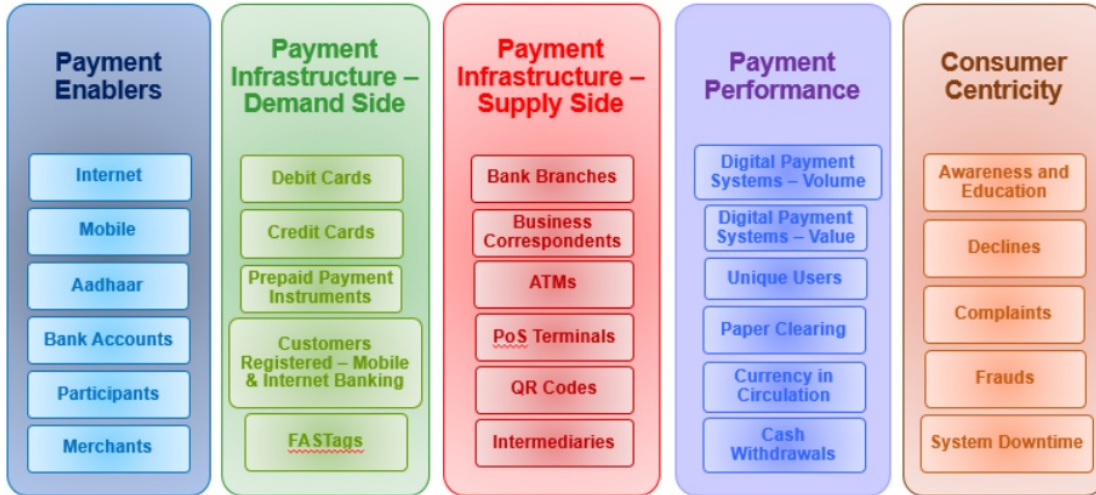 Payment
Enablers
Internet
Mobile
Aadhaar
Bank Accounts
Participants
Merchants
Payment
Infrastructure –
Demand Side
Debit Cards
Credit Cards
Prepaid Payment
Instruments
Customers
Registered – Mobile
& Internet Banking
FASTags
Payment
Infrastructure –
Supply Side
Bank Branches
Business
Correspondents
ATMs
PoS Terminals
QR Codes
Intermediaries
Payment
Performance
Digital Payment
Systems – Volume
Digital Payment
Systems – Value
Unique Users
Paper Clearing
Currency in
Circulation
Cash
Withdrawals
Consumer
Centricity
Awareness and
Education
Declines
Complaints
Frauds
System Downtime